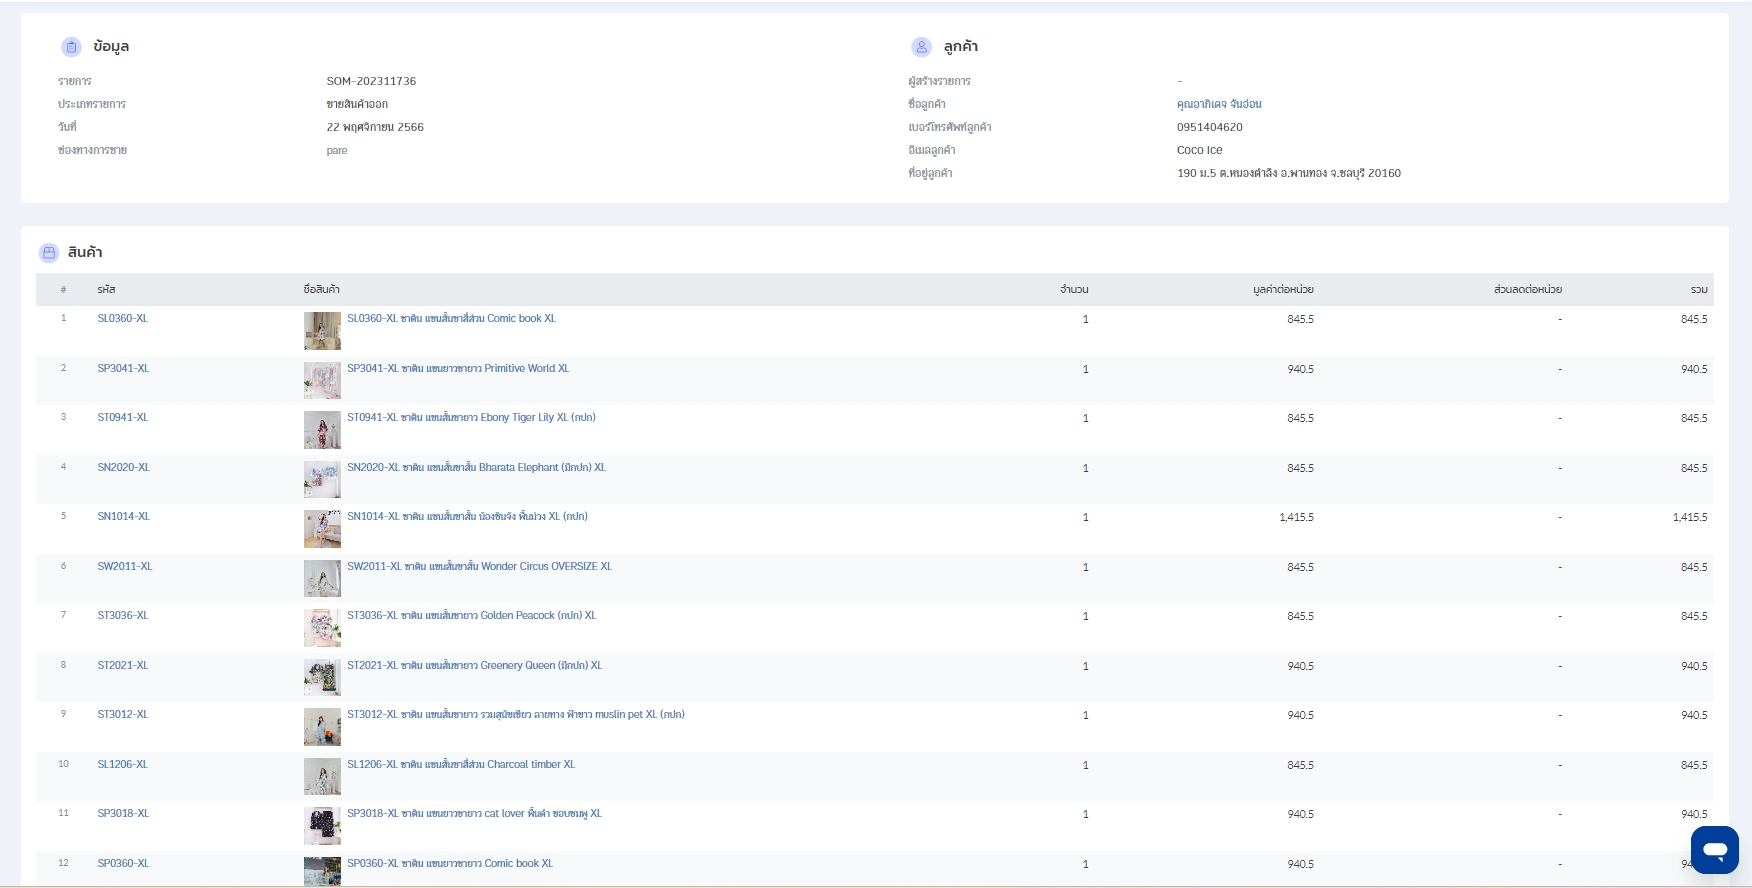 ข้อมูล
รายการ SOM-202311736
ประเภทรายการ ขายสินค้าออก
วันที่ 22 พฤศจิกายน 2566
ช่องทางการขาย pare
ลูกค้า
ผู้สร้างรายการ -
ชื่อลูกค้า คุณอาภิเดจ จันอ่อน
เบอร์โทรศัพท์ลูกค้า 0951404620
อีเมลลูกค้า Coco Ice
ที่อยู่ลูกค้า 190 ม.5 ต.หนองตำลึง อ.พานทอง จ.ชลบุรี 20160
สินค้า
# รหัส ชื่อสินค้า จำนวน มูลค่าต่อหน่วย ส่วนลดต่อหน่วย รวม
1 SL0360-XL SL0360-XL ซาติน แขนสั้นขาสี่ส่วน Comic book XL 1 845.5 - 845.5
2 SP3041-XL SP3041-XL ซาติน แขนยาวขายาว Primitive World XL 1 940.5 - 940.5
3 ST0941-XL ST0941-XL ซาติน แขนสั้นขายาว Ebony Tiger Lily XL (กปก) 1 845.5 - 845.5
4 SN2020-XL SN2020-XL ซาติน แขนสั้นขาสั้น Bharata Elephant (มีกปก) XL 1 845.5 - 845.5
5 SN1014-XL SN1014-XL ซาติน แขนสั้นขาสั้น น้องชินจัง พื้นม่วง XL (กปก) 1 1,415.5 - 1,415.5
6 SW2011-XL SW2011-XL ซาติน แขนสั้นขาสั้น Wonder Circus OVERSIZE XL 1 845.5 - 845.5
7 ST3036-XL ST3036-XL ซาติน แขนสั้นขายาว Golden Peacock (กปก) XL 1 845.5 - 845.5
8 ST2021-XL ST2021-XL ซาติน แขนสั้นขายาว Greenery Queen (มีกปก) XL 1 940.5 - 940.5
9 ST3012-XL ST3012-XL ซาติน แขนสั้นขายาว รวมสุนัขเขียว ลายทาง ฟ้าขาว muslin pet XL (กปก) 1 940.5 - 940.5
10 SL1206-XL SL1206-XL ซาติน แขนสั้นขาสี่ส่วน Charcoal timber XL 1 845.5 - 845.5
11 SP3018-XL SP3018-XL ซาติน แขนยาวขายาว cat lover พื้นดำ ขอบชมพู XL 1 940.5 - 940.5
12 SP0360-XL SP0360-XL ซาติน แขนยาวขายาว Comic book XL 1 940.5 -